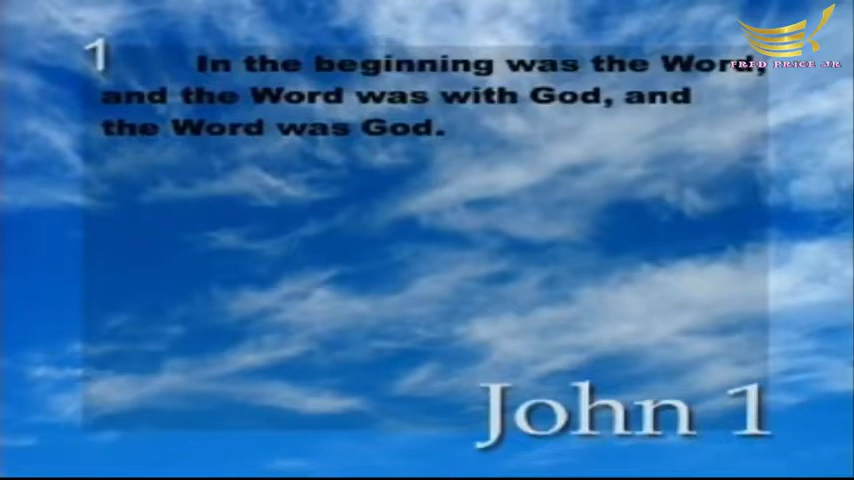 FRED PRICE JR.
1 In the beginning was the Word,
and the Word was with God, and
the Word was God.
John 1